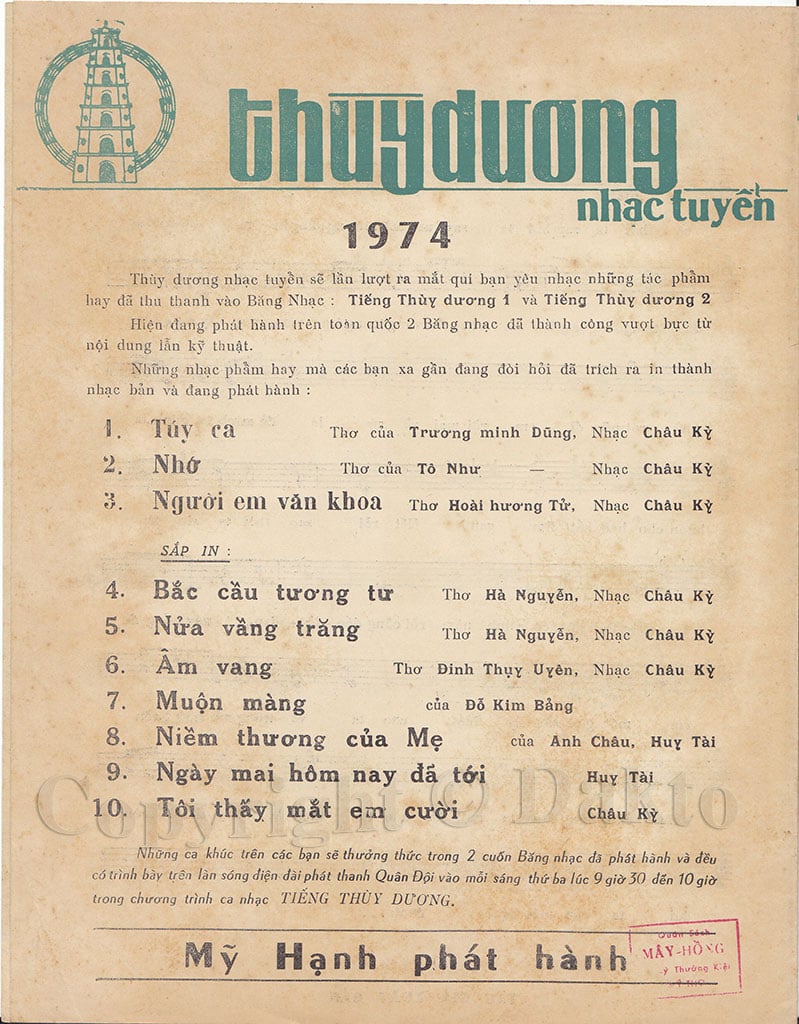 thùy dương
nhạc tuyển
1974
Thùy dương nhạc tuyển sẽ lần lượt ra mắt quí bạn yêu nhạc những tác phẩm
hay đã thu thanh vào Băng Nhạc : Tiếng Thùy dương 1 và Tiếng Thùy dương 2
Hiện đang phát hành trên toàn quốc 2 Băng nhạc đã thành công vượt bực từ
nội dung lẫn kỹ thuật.
Những nhạc phẩm hay mà các bạn xa gần đang đòi hỏi đã trích ra in thành
nhạc bản và đang phát hành :
1. Túy ca Thơ của Trương minh Dũng, Nhạc Châu Kỳ
2. Nhớ Thơ của Tô Như — Nhạc Châu Kỳ
3. Người em văn khoa Thơ Hoài hương Tử, Nhạc Châu Kỳ
SẮP IN :
4. Bắc cầu tương tư Thơ Hà Nguyễn, Nhạc Châu Kỳ
5. Nửa vầng trăng Thơ Hà Nguyễn, Nhạc Châu Kỳ
6. Âm vang Thơ Đinh Thụy Uyên, Nhạc Châu Kỳ
7. Muộn màng của Đỗ Kim Bảng
8. Niềm thương của Mẹ của Anh Châu, Huy Tài
9. Ngày mai hôm nay đã tới Huy Tài
10. Tôi thấy mắt em cười Châu Kỳ
Copyright © Dakto
Những ca khúc trên các bạn sẽ thưởng thức trong 2 cuốn Băng nhạc đã phát hành và đều
có trình bày trên làn sóng điện đài phát thanh Quân Đội vào mỗi sáng thứ ba lúc 9 giờ 30 đến 10 giờ
trong chương trình ca nhạc TIẾNG THÙY DƯƠNG.
Mỹ Hạnh phát hành
Quán Sách
MÂY-HỒNG
Lý Thường Kiệt